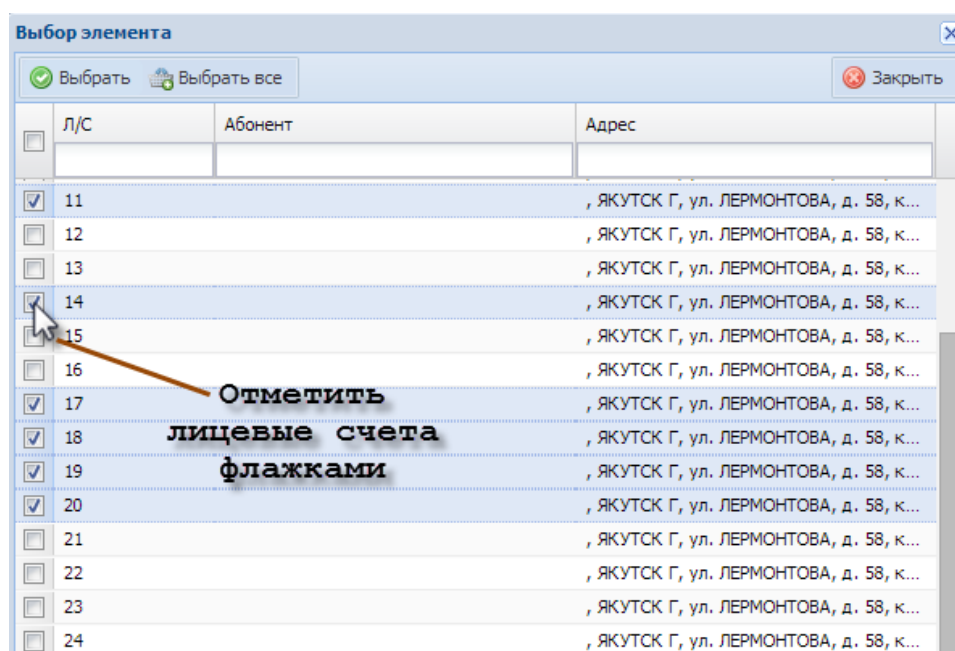 Выбор элемента
Выбрать Выбрать все Закрыть
Л/С Абонент Адрес
11 , ЯКУТСК Г, ул. ЛЕРМОНТОВА, д. 58, к...
12 , ЯКУТСК Г, ул. ЛЕРМОНТОВА, д. 58, к...
13 , ЯКУТСК Г, ул. ЛЕРМОНТОВА, д. 58, к...
14 , ЯКУТСК Г, ул. ЛЕРМОНТОВА, д. 58, к...
15 , ЯКУТСК Г, ул. ЛЕРМОНТОВА, д. 58, к...
16 , ЯКУТСК Г, ул. ЛЕРМОНТОВА, д. 58, к...
Отметить
17 , ЯКУТСК Г, ул. ЛЕРМОНТОВА, д. 58, к...
лицевые счета
18 , ЯКУТСК Г, ул. ЛЕРМОНТОВА, д. 58, к...
флажками
19 , ЯКУТСК Г, ул. ЛЕРМОНТОВА, д. 58, к...
20 , ЯКУТСК Г, ул. ЛЕРМОНТОВА, д. 58, к...
21 , ЯКУТСК Г, ул. ЛЕРМОНТОВА, д. 58, к...
22 , ЯКУТСК Г, ул. ЛЕРМОНТОВА, д. 58, к...
23 , ЯКУТСК Г, ул. ЛЕРМОНТОВА, д. 58, к...
24 , ЯКУТСК Г, ул. ЛЕРМОНТОВА, д. 58, к...